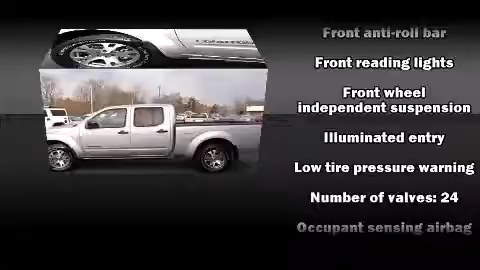 Front anti-roll bar
Front reading lights
Front wheel
independent suspension
Illuminated entry
Low tire pressure warning
Number of valves: 24
Occupant sensing airbag